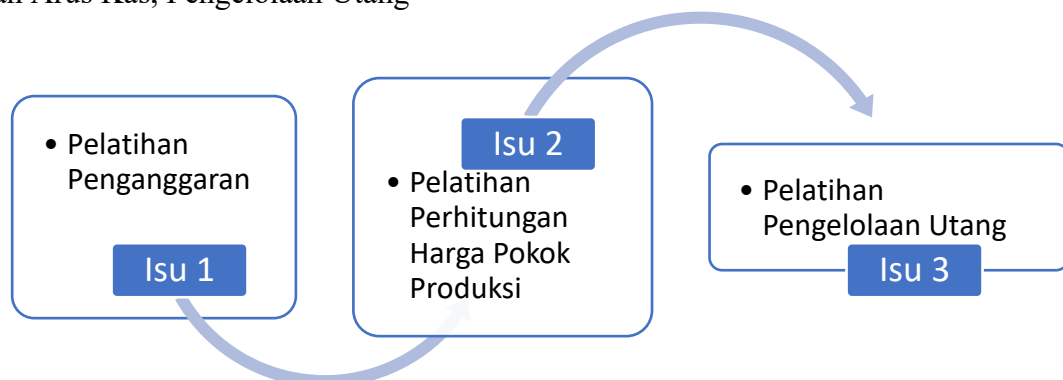 Arus Kas, Pengelolaan Utang
• Pelatihan
Penganggaran
Isu 1
Isu 2
• Pelatihan
Perhitungan
Harga Pokok
Produksi
• Pelatihan
Pengelolaan Utang
Isu 3